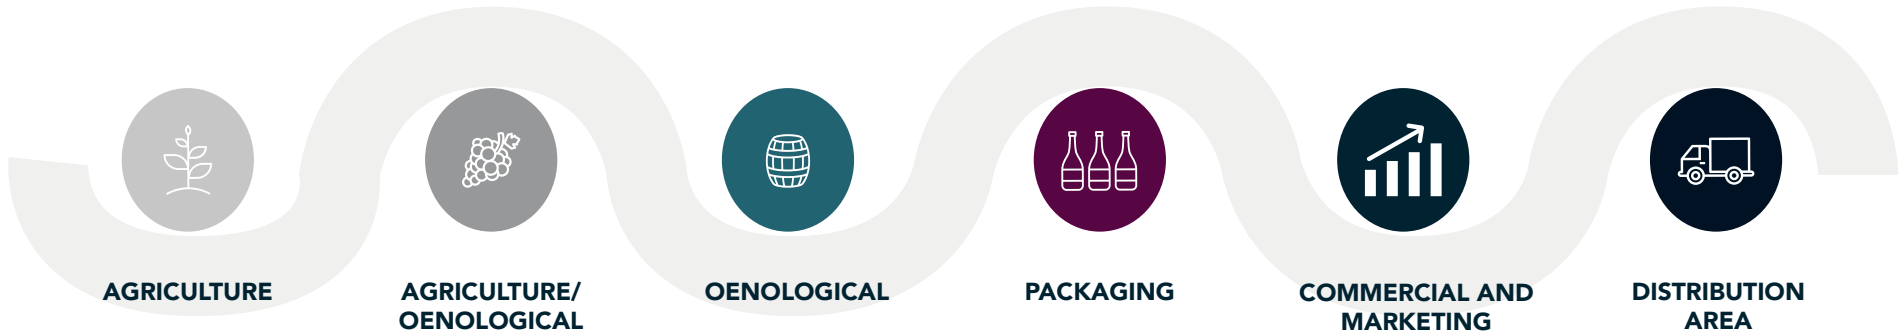 AGRICULTURE
AGRICULTURE/
OENOLOGICAL
OENOLOGICAL
PACKAGING
COMMERCIAL AND
MARKETING
DISTRIBUTION
AREA